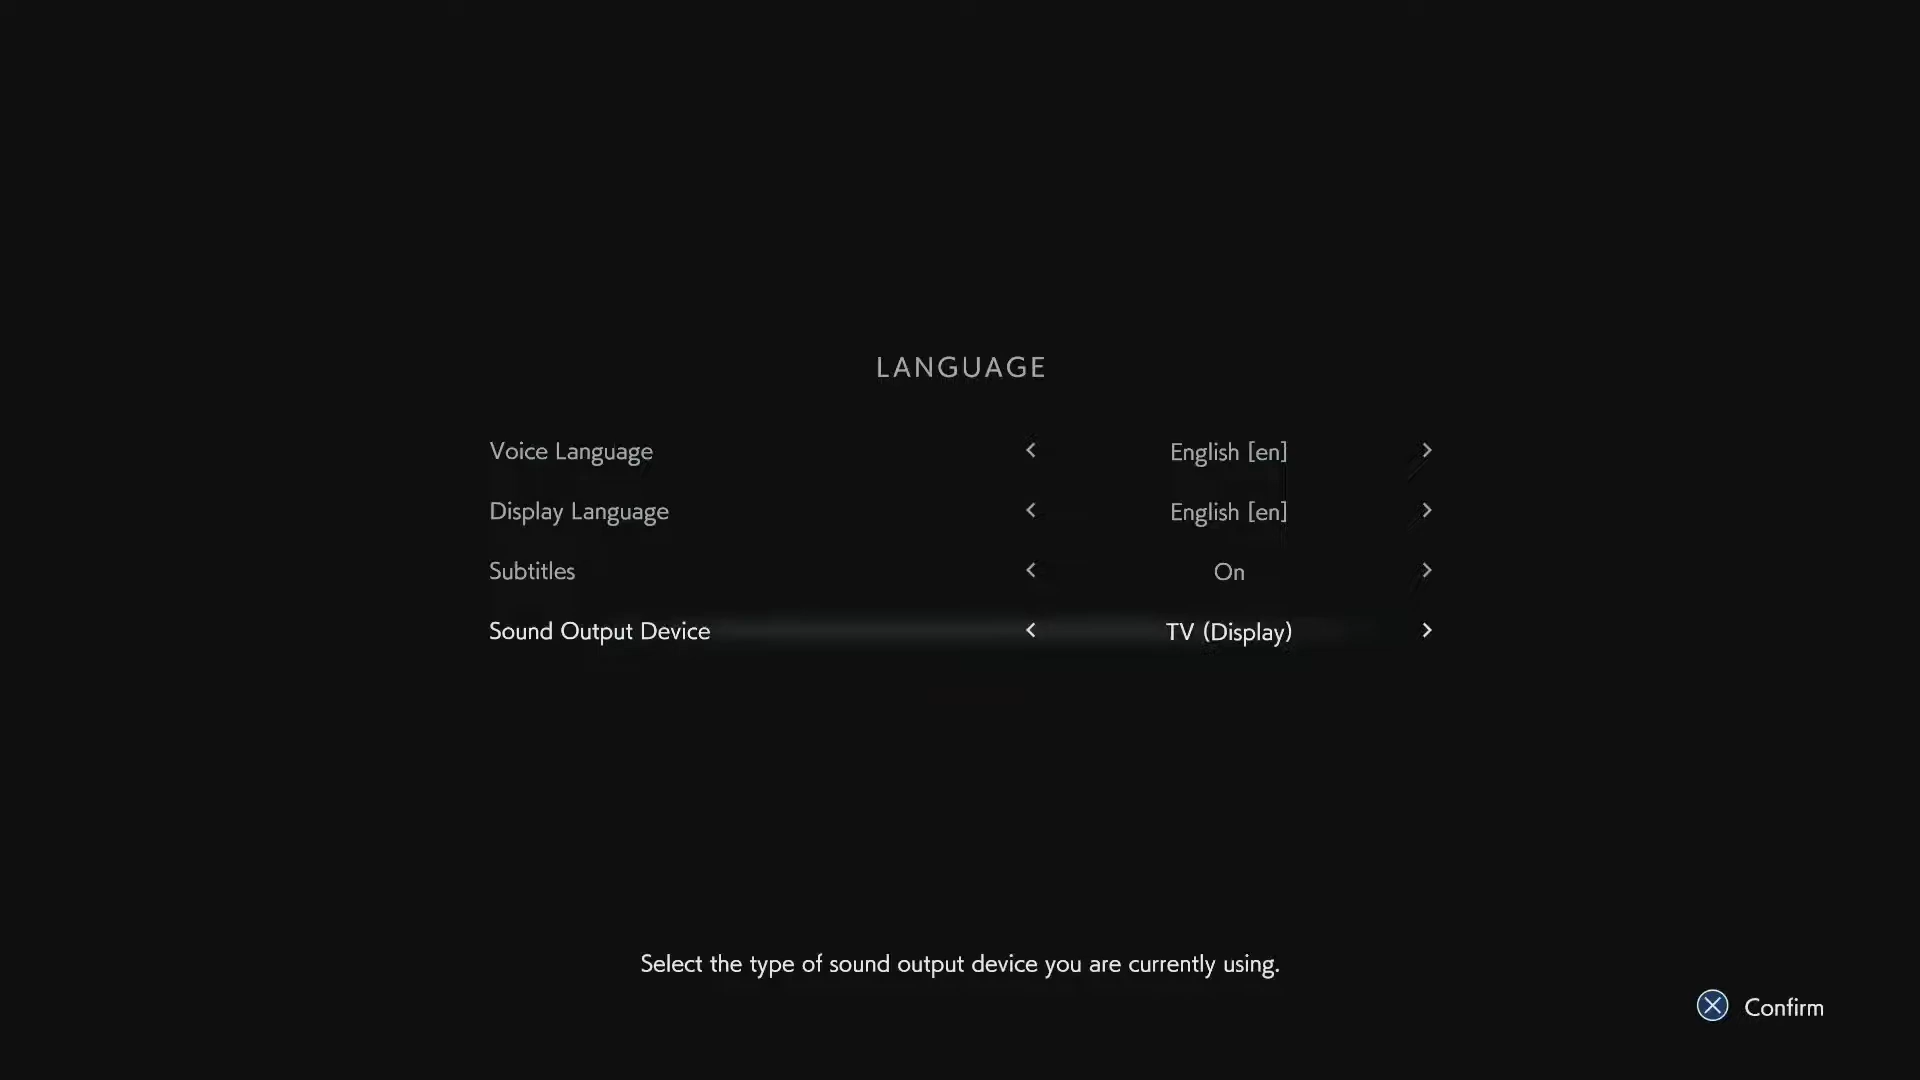 LANGUAGE
Voice Language < English [en] >
Display Language < English [en] >
Subtitles < On >
Sound Output Device < TV (Display) >
Select the type of sound output device you are currently using.
Confirm